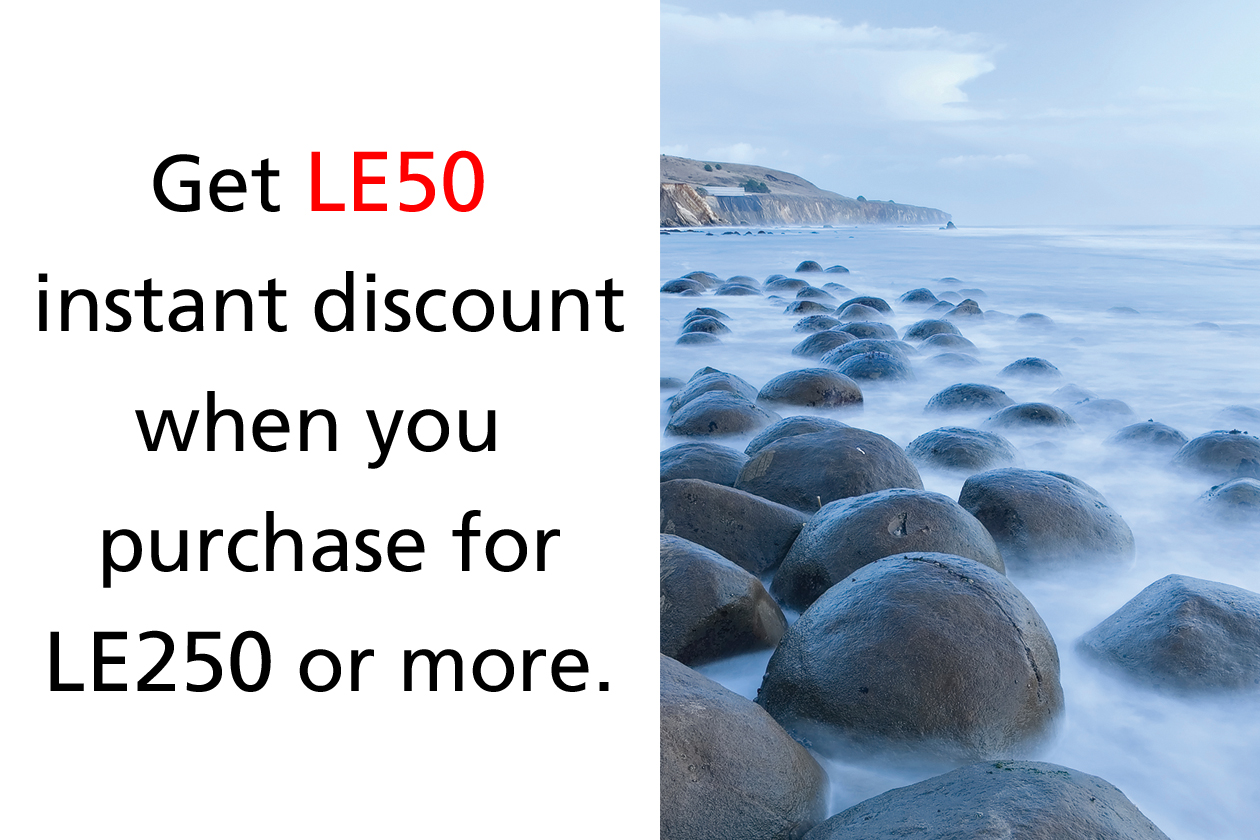 Get LE50
instant discount
when you
purchase for
LE250 or more.